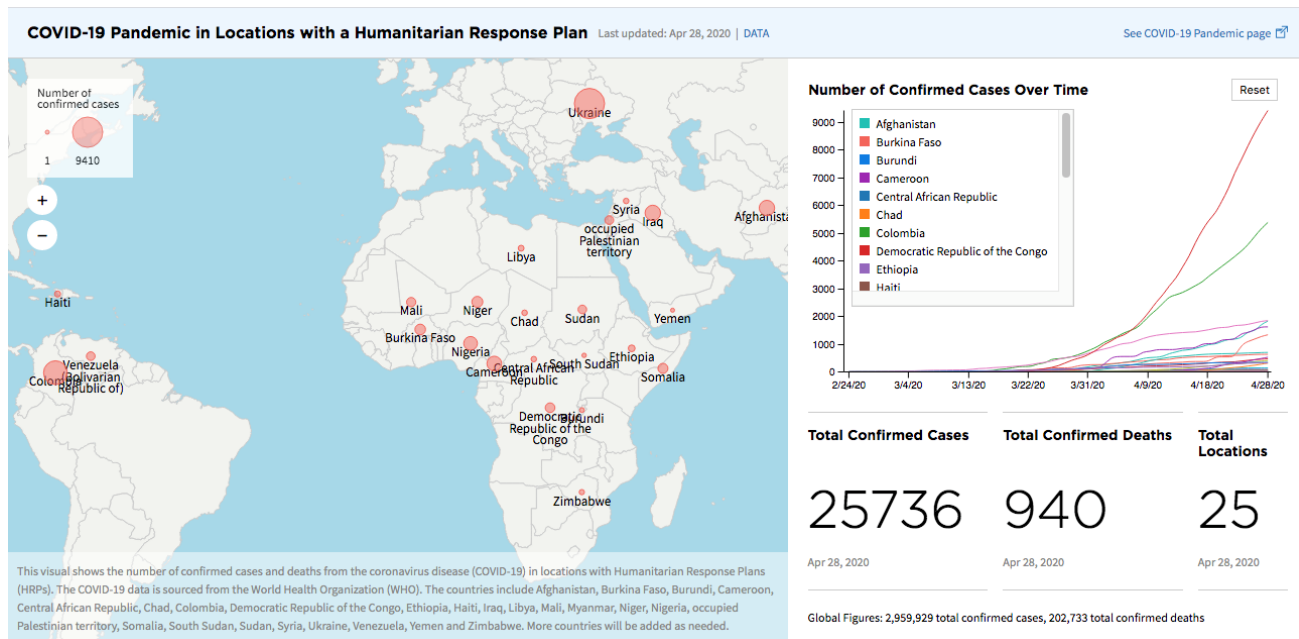 COVID-19 Pandemic in Locations with a Humanitarian Response Plan Last updated: Apr 28, 2020 | DATA
See COVID-19 Pandemic page
Number of
confirmed cases
1 9410
+
−
Ukraine
Syria
Iraq
Afghanista
occupied
Palestinian
territory
Libya
Haiti
Mali
Niger
Chad
Sudan
Yemen
Burkina Faso
Nigeria
Cameroon
Central African
Republic
South Sudan
Ethiopia
Somalia
Venezuela
(Bolivarian
Republic of)
Colombia
Democratic
Republic of the
Congo
Burundi
Zimbabwe
This visual shows the number of confirmed cases and deaths from the coronavirus disease (COVID-19) in locations with Humanitarian Response Plans
(HRPs). The COVID-19 data is sourced from the World Health Organization (WHO). The countries include Afghanistan, Burkina Faso, Burundi, Cameroon,
Central African Republic, Chad, Colombia, Democratic Republic of the Congo, Ethiopia, Haiti, Iraq, Libya, Mali, Myanmar, Niger, Nigeria, occupied
Palestinian territory, Somalia, South Sudan, Sudan, Syria, Ukraine, Venezuela, Yemen and Zimbabwe. More countries will be added as needed.
Number of Confirmed Cases Over Time
Reset
9000
8000
7000
6000
5000
4000
3000
2000
1000
0
Afghanistan
Burkina Faso
Burundi
Cameroon
Central African Republic
Chad
Colombia
Democratic Republic of the Congo
Ethiopia
Haiti
2/24/20 3/4/20 3/13/20 3/22/20 3/31/20 4/9/20 4/18/20 4/28/20
Total Confirmed Cases
25736
Apr 28, 2020
Total Confirmed Deaths
940
Apr 28, 2020
Total
Locations
25
Apr 28, 2020
Global Figures: 2,959,929 total confirmed cases, 202,733 total confirmed deaths